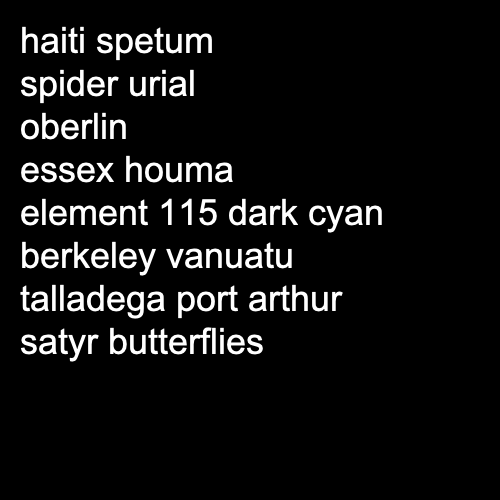 haiti spetum
spider urial
oberlin
essex houma
element 115 dark cyan
berkeley vanuatu
talladega port arthur
satyr butterflies